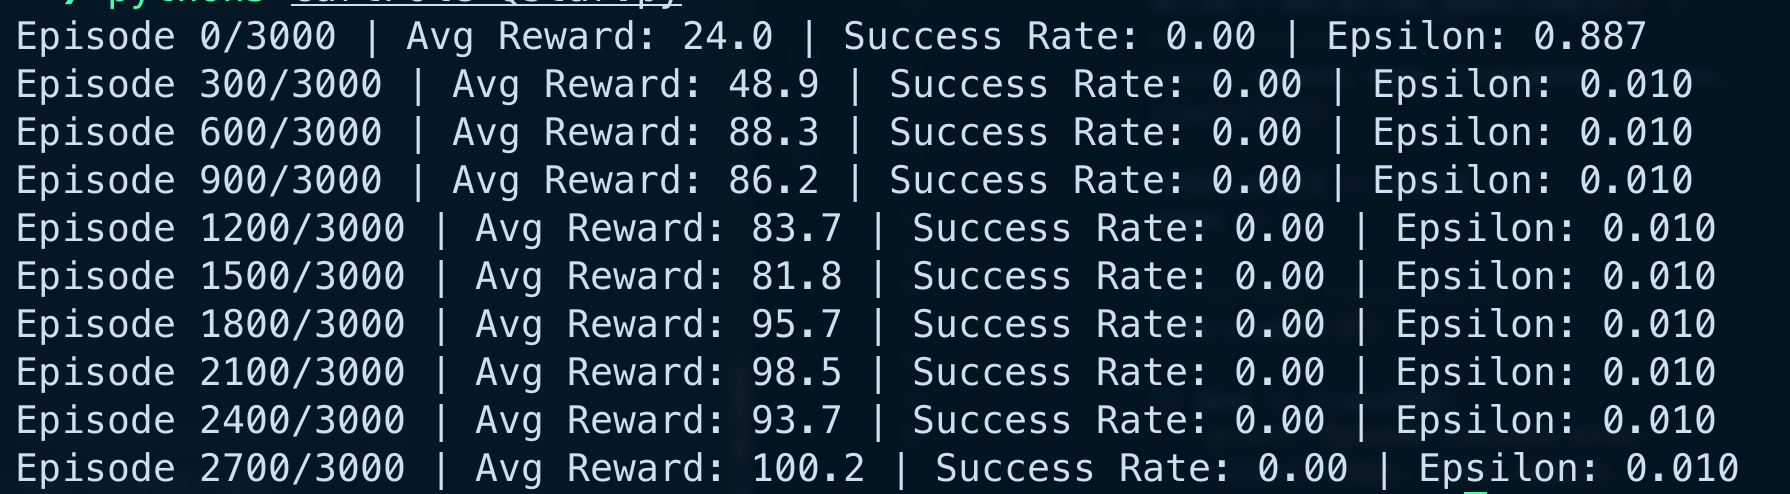 Episode 0/3000 | Avg Reward: 24.0 | Success Rate: 0.00 | Epsilon: 0.887
Episode 300/3000 | Avg Reward: 48.9 | Success Rate: 0.00 | Epsilon: 0.010
Episode 600/3000 | Avg Reward: 88.3 | Success Rate: 0.00 | Epsilon: 0.010
Episode 900/3000 | Avg Reward: 86.2 | Success Rate: 0.00 | Epsilon: 0.010
Episode 1200/3000 | Avg Reward: 83.7 | Success Rate: 0.00 | Epsilon: 0.010
Episode 1500/3000 | Avg Reward: 81.8 | Success Rate: 0.00 | Epsilon: 0.010
Episode 1800/3000 | Avg Reward: 95.7 | Success Rate: 0.00 | Epsilon: 0.010
Episode 2100/3000 | Avg Reward: 98.5 | Success Rate: 0.00 | Epsilon: 0.010
Episode 2400/3000 | Avg Reward: 93.7 | Success Rate: 0.00 | Epsilon: 0.010
Episode 2700/3000 | Avg Reward: 100.2 | Success Rate: 0.00 | Epsilon: 0.010